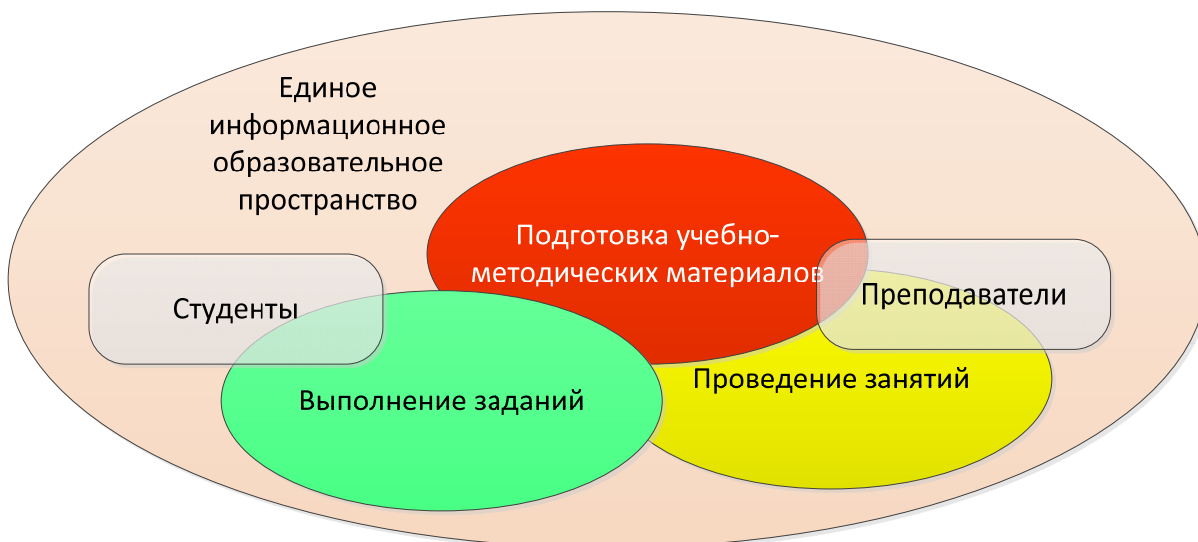 Единое
информационное
образовательное
пространство
Подготовка учебно-
методических материалов
Студенты
Преподаватели
Выполнение заданий
Проведение занятий